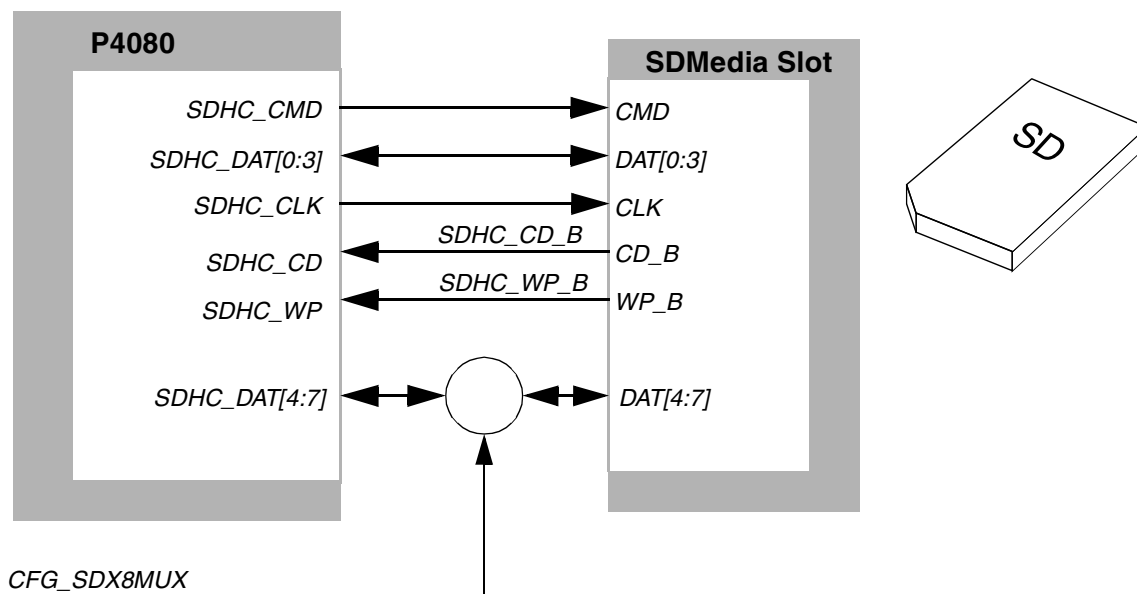 P4080
SDMedia Slot
SDHC_CMD
CMD
SDHC_DAT[0:3]
DAT[0:3]
SDHC_CLK
CLK
SDHC_CD_B
SDHC_CD
CD_B
SDHC_WP_B
SDHC_WP
WP_B
SDHC_DAT[4:7]
DAT[4:7]
CFG_SDX8MUX
SD